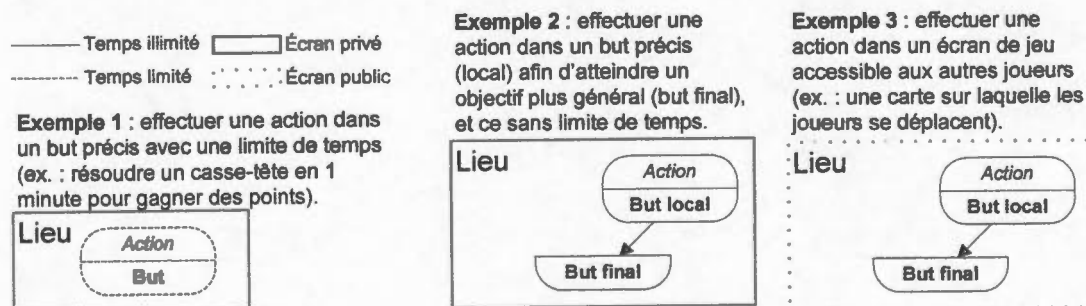 Temps illimité
Écran privé
Temps limité
Écran public
Exemple 1 : effectuer une action dans
un but précis avec une limite de temps
(ex. : résoudre un casse-tête en 1
minute pour gagner des points).
Lieu
Action
But
Exemple 2 : effectuer une
action dans un but précis
(local) afin d'atteindre un
objectif plus général (but final),
et ce sans limite de temps.
Lieu
Action
But local
But final
Exemple 3 : effectuer une
action dans un écran de jeu
accessible aux autres joueurs
(ex. : une carte sur laquelle les
joueurs se déplacent).
Lieu
Action
But local
But final